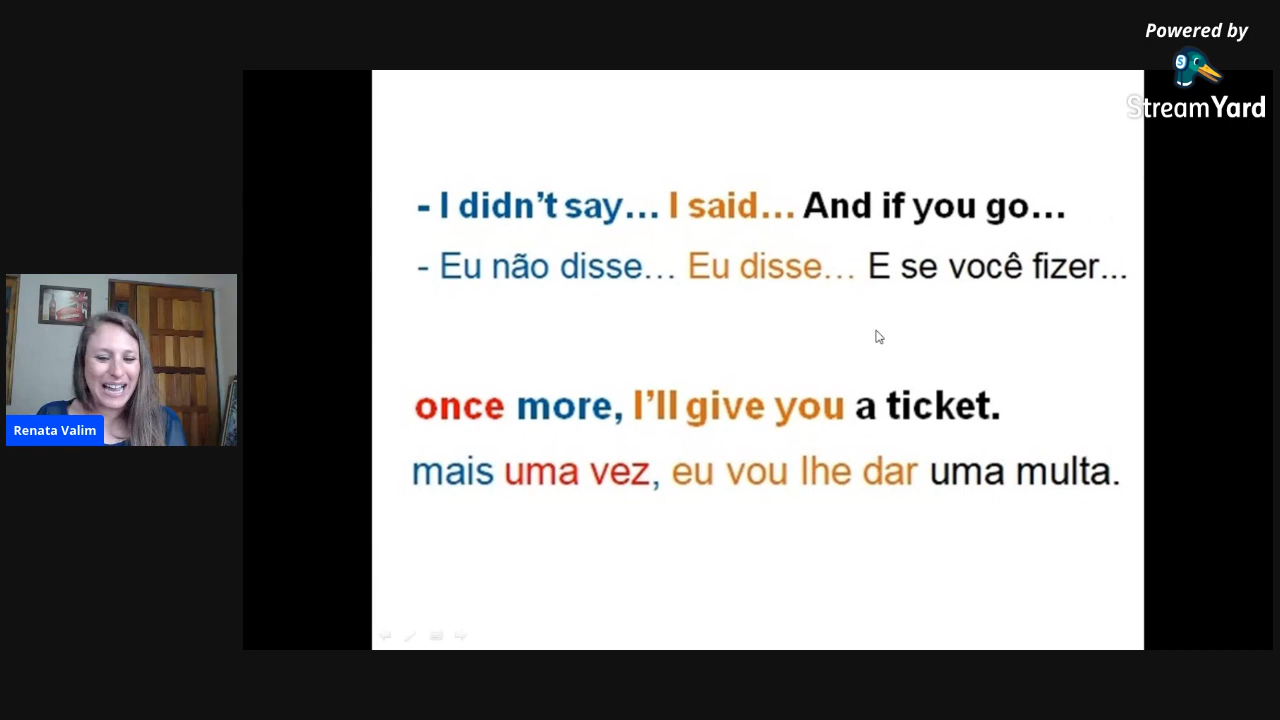 Powered by
StreamYard
- I didn't say... I said... And if you go...
- Eu não disse... Eu disse... E se você fizer...
once more, I'll give you a ticket.
mais uma vez, eu vou lhe dar uma multa.
Renata Valim